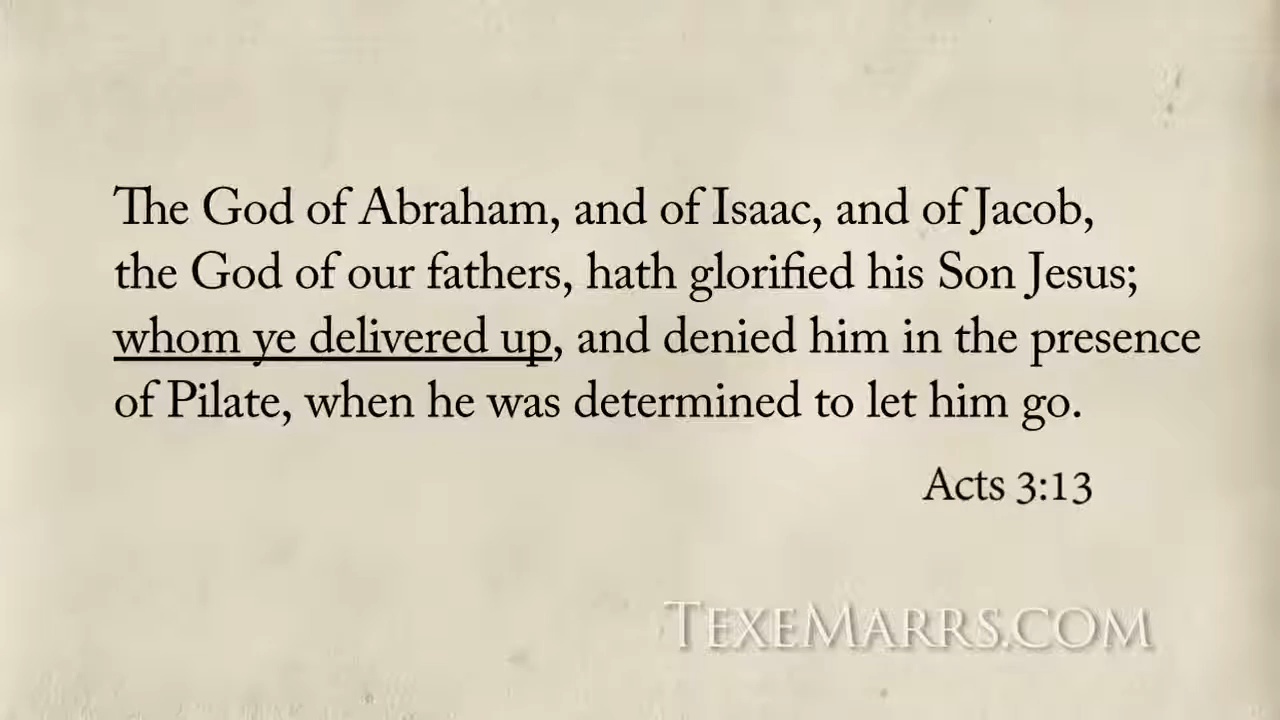 The God of Abraham, and of Isaac, and of Jacob,
the God of our fathers, hath glorified his Son Jesus;
whom ye delivered up, and denied him in the presence
of Pilate, when he was determined to let him go.
Acts 3:13
TexeMarrs.com